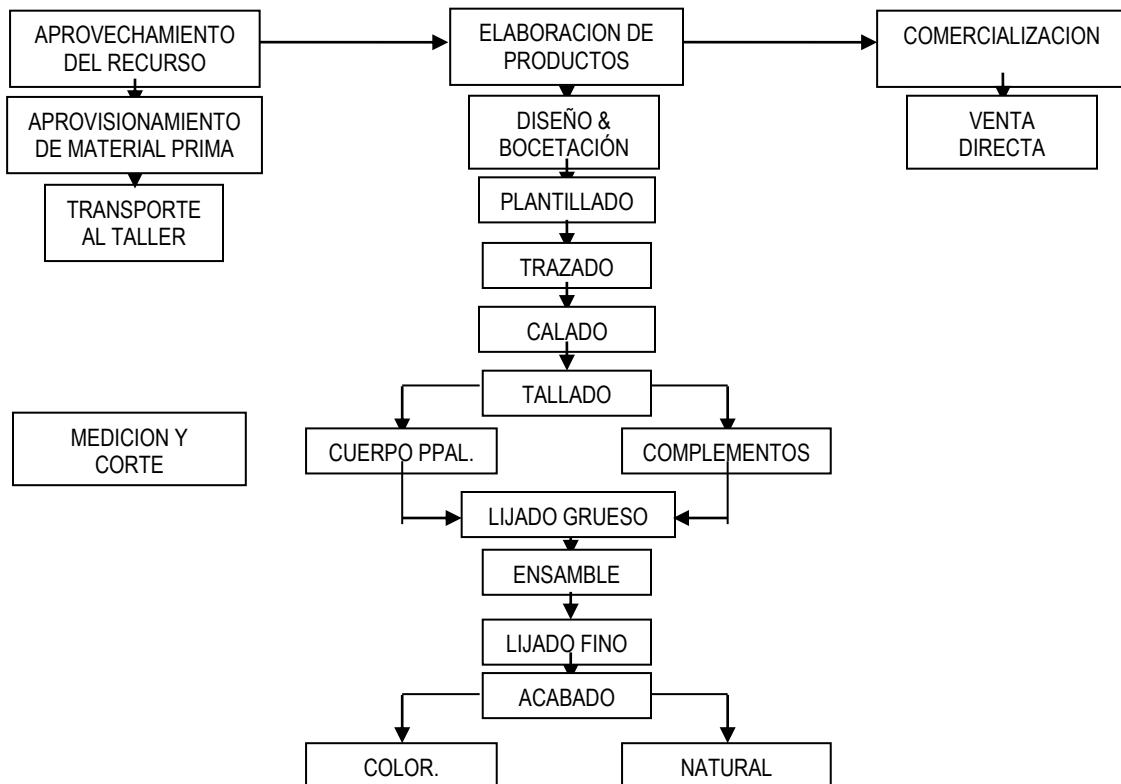 APROVECHAMIENTO
DEL RECURSO
ELABORACION DE
PRODUCTOS
COMERCIALIZACION
APROVISIONAMIENTO
DE MATERIAL PRIMA
DISEÑO &
BOCETACIÓN
VENTA
DIRECTA
TRANSPORTE
AL TALLER
PLANTILLADO
TRAZADO
CALADO
TALLADO
MEDICION Y
CORTE
CUERPO PPAL.
COMPLEMENTOS
LIJADO GRUESO
ENSAMBLE
LIJADO FINO
ACABADO
COLOR.
NATURAL